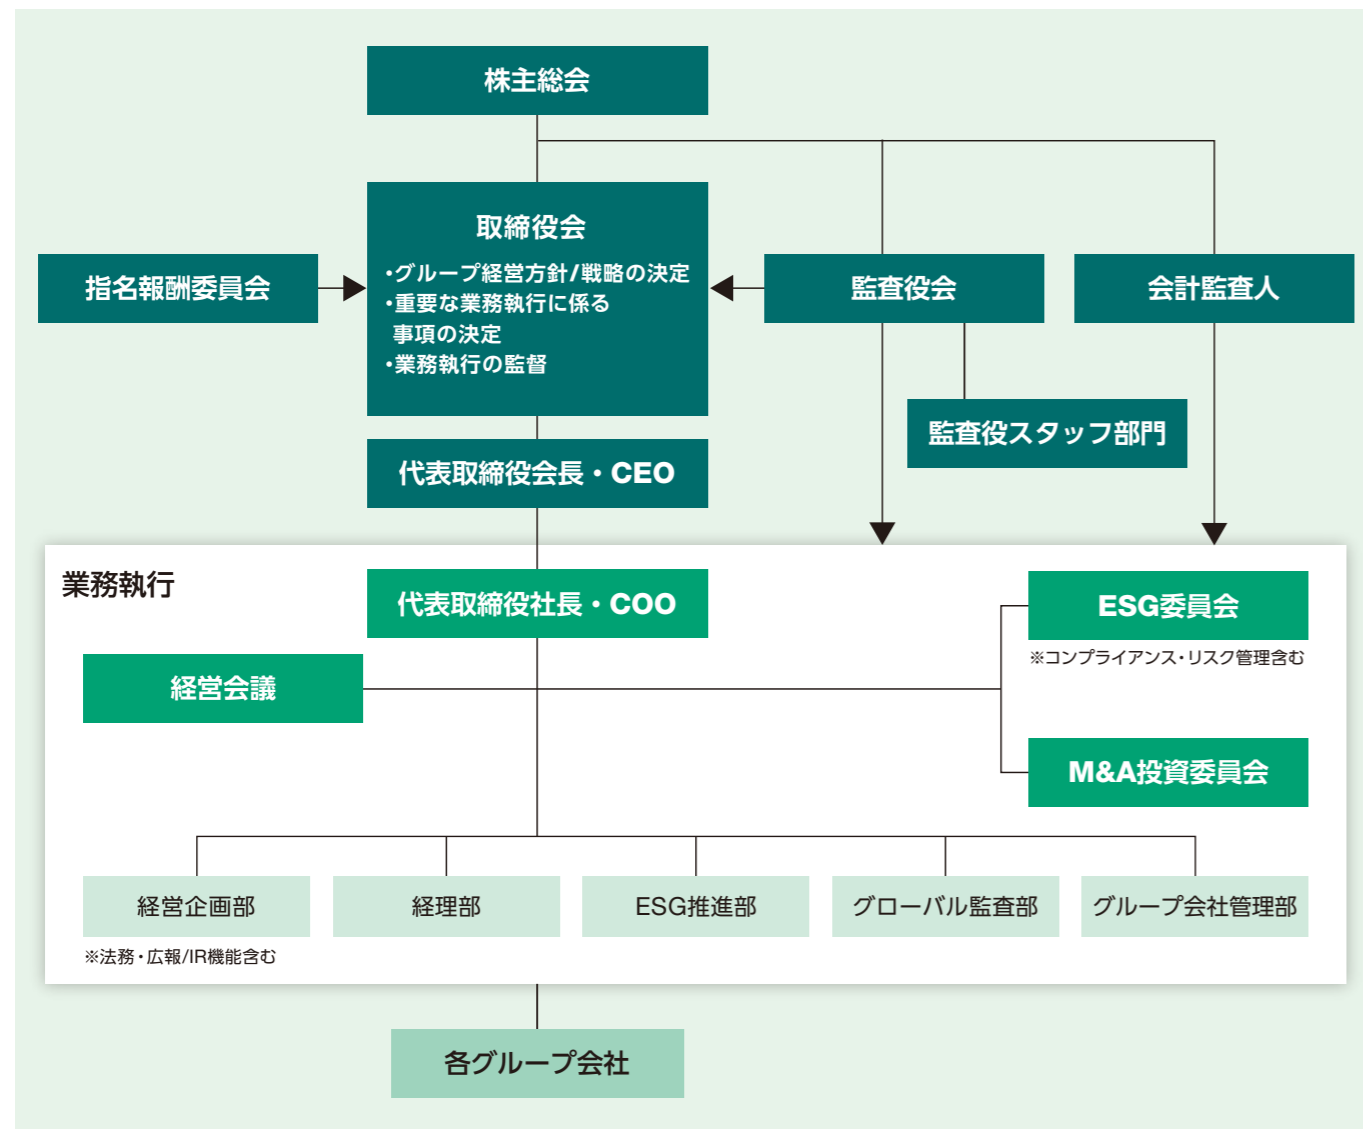 株主総会
取締役会
・グループ経営方針/戦略の決定
・重要な業務執行に係る
事項の決定
・業務執行の監督
指名報酬委員会
監査役会
会計監査人
監査役スタッフ部門
代表取締役会長・CEO
業務執行
代表取締役社長・COO
ESG委員会
※コンプライアンス・リスク管理含む
経営会議
M&A投資委員会
経営企画部
経理部
ESG推進部
グローバル監査部
グループ会社管理部
※法務・広報/IR機能含む
各グループ会社